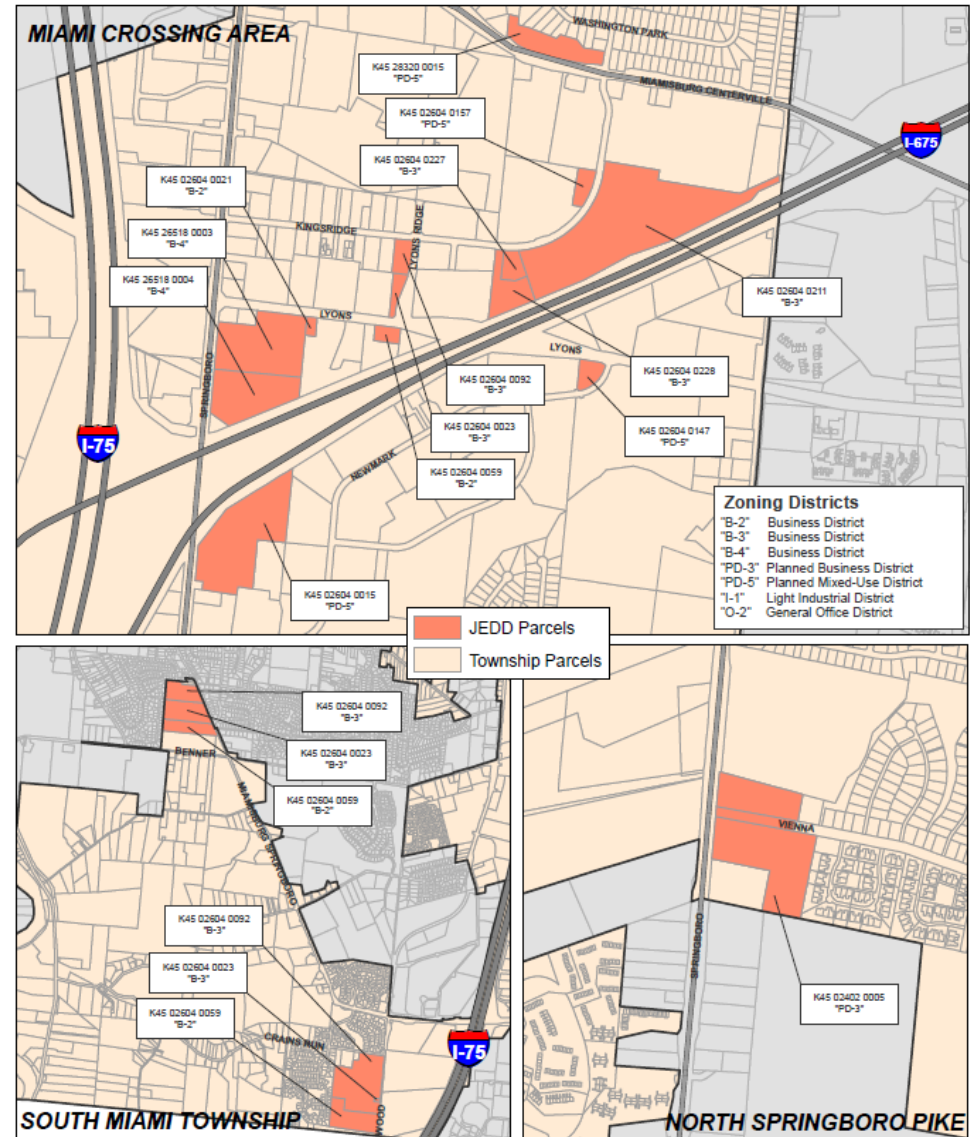 MIAMI CROSSING AREA
WASHINGTON PARK
K45 28320 0015
"PD-5"
MIAMISBURG CENTERVILLE
K45 02604 0157
"PD-5"
I-675
K45 02604 0227
"B-3"
K45 02604 0021
"B-2"
KINGSRIDGE
LYONS RIDGE
K45 26518 0003
"B-4"
K45 26518 0004
"B-4"
K45 02604 0211
"B-3"
LYONS
LYONS
SPRINGBORO
K45 02604 0092
"B-3"
K45 02604 0228
"B-3"
K45 02604 0023
"B-3"
K45 02604 0147
"PD-5"
I-75
NEWMARK
K45 02604 0059
"B-2"
K45 02604 0015
"PD-5"
Zoning Districts
"B-2" Business District
"B-3" Business District
"B-4" Business District
"PD-3" Planned Business District
"PD-5" Planned Mixed-Use District
"I-1" Light Industrial District
"O-2" General Office District
JEDD Parcels
Township Parcels
K45 02604 0092
"B-3"
K45 02604 0023
"B-3"
BENNER
K45 02604 0059
"B-2"
MIAMISBURG SPRINGBORO
K45 02604 0092
"B-3"
K45 02604 0023
"B-3"
K45 02604 0059
"B-2"
CRAINS RUN
I-75
WOOD
SOUTH MIAMI TOWNSHIP
VIENNA
SPRINGBORO
K45 02402 0005
"PD-3"
NORTH SPRINGBORO PIKE